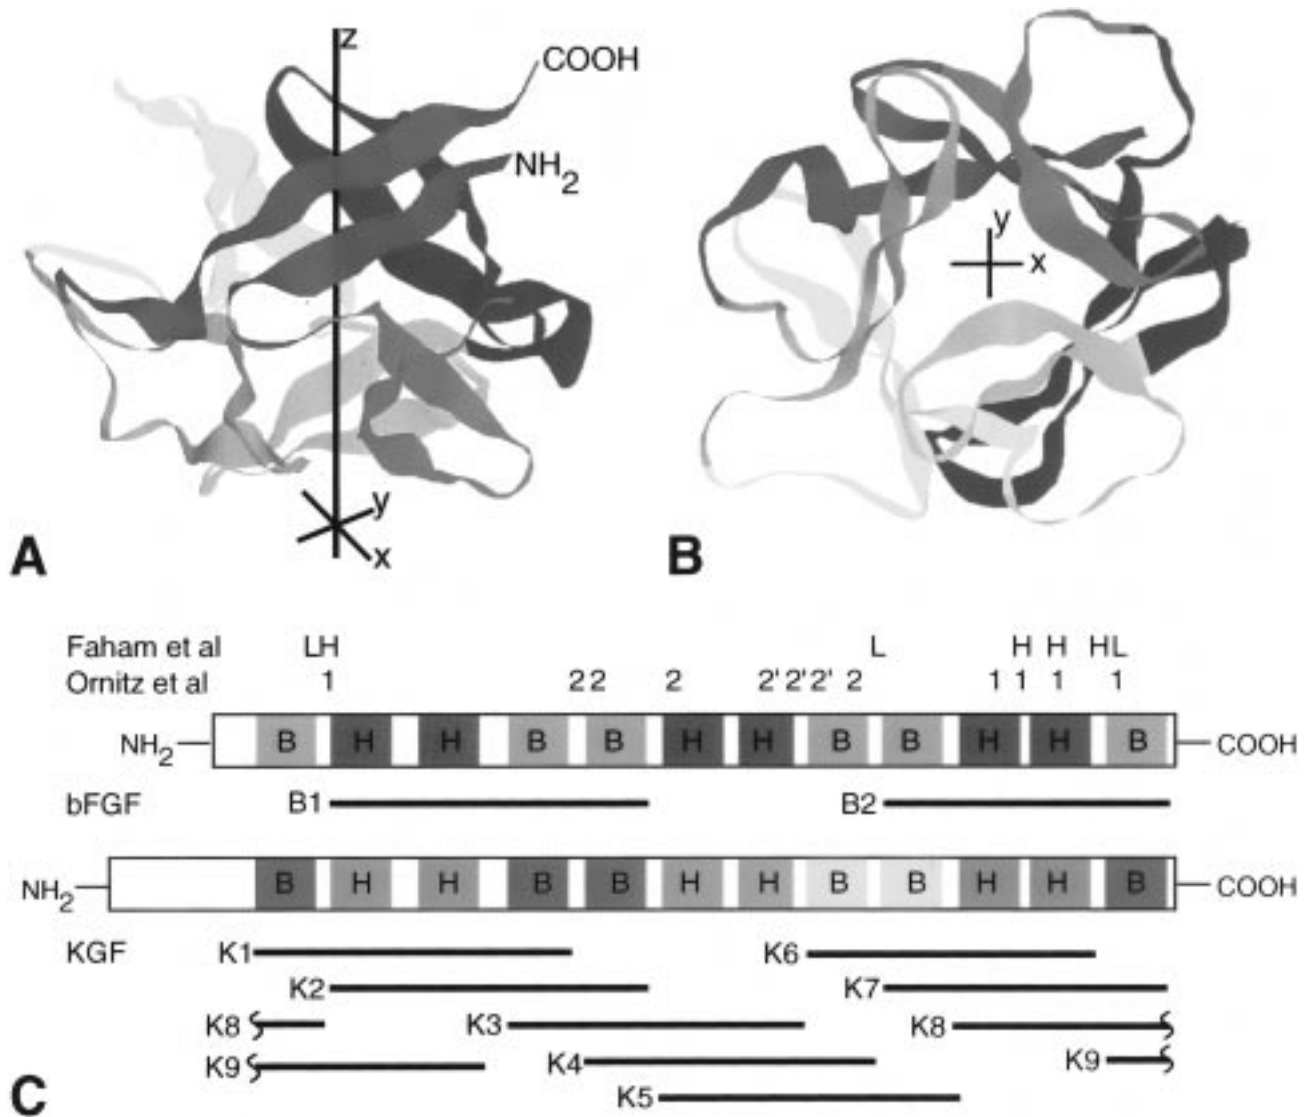 z
COOH
NH2
y
x
A
y
x
B
Faham et al LH L H H HL
Ornitz et al 1 2 2 2 2' 2' 2' 2 1 1 1 1
NH2 B H H B B H H B B H H B COOH
bFGF B1 B2
NH2 B H H B B H H B B H H B COOH
KGF K1 K6
K2 K7
K8 K3 K8
K9 K4 K9
K5
C